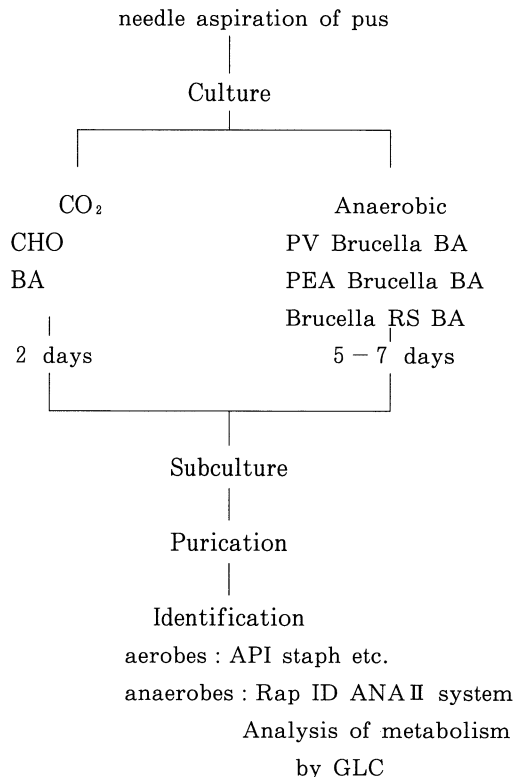 needle aspiration of pus
Culture
CO₂
CHO
BA
2 days
Anaerobic
PV Brucella BA
PEA Brucella BA
Brucella RS BA
5－7 days
Subculture
Purication
Identification
aerobes : API staph etc.
anaerobes : Rap ID ANAⅡ system
Analysis of metabolism
by GLC